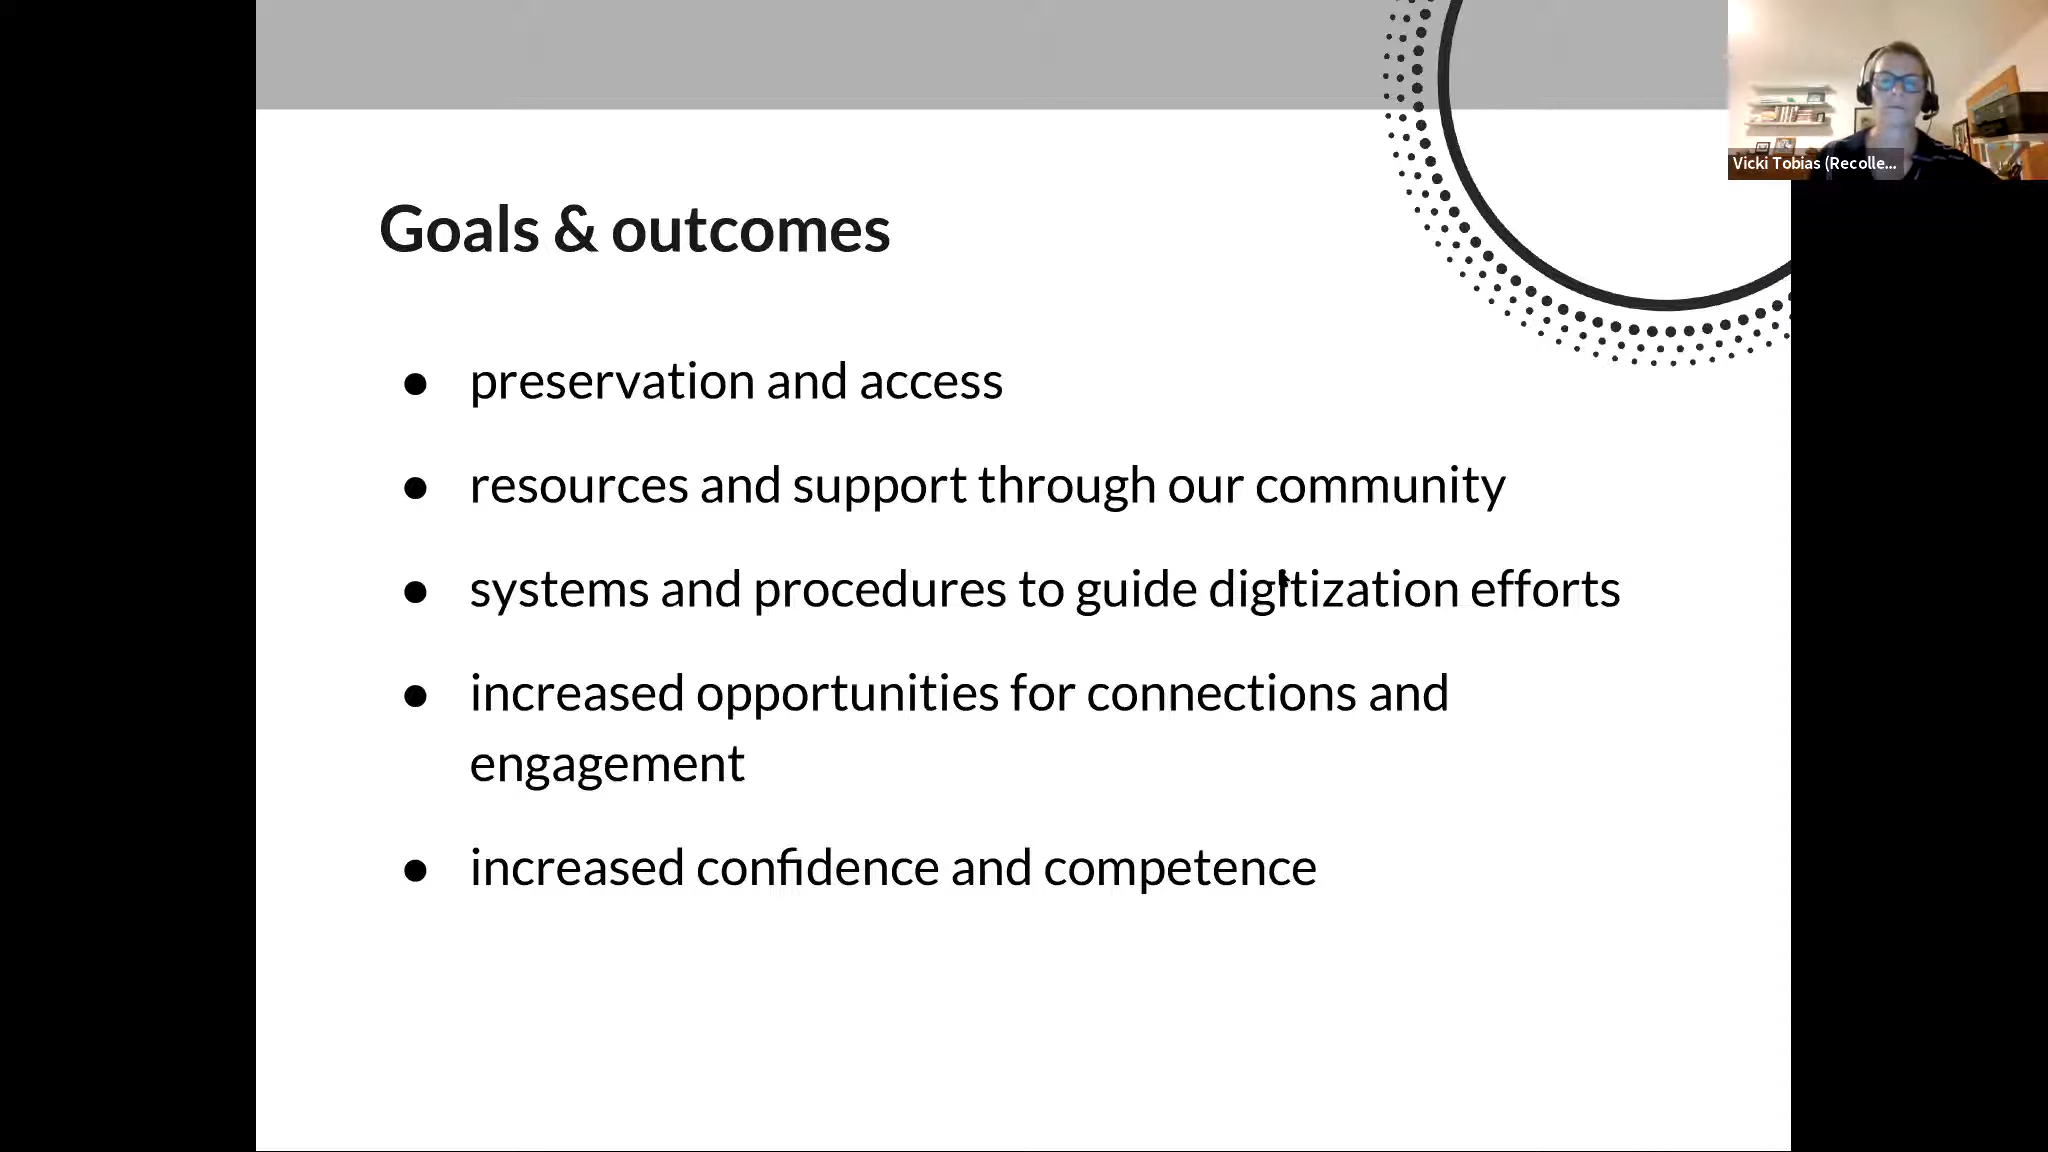 Vicki Tobias (Recolle...
Goals & outcomes
● preservation and access
● resources and support through our community
● systems and procedures to guide digitization efforts
● increased opportunities for connections and
engagement
● increased confidence and competence